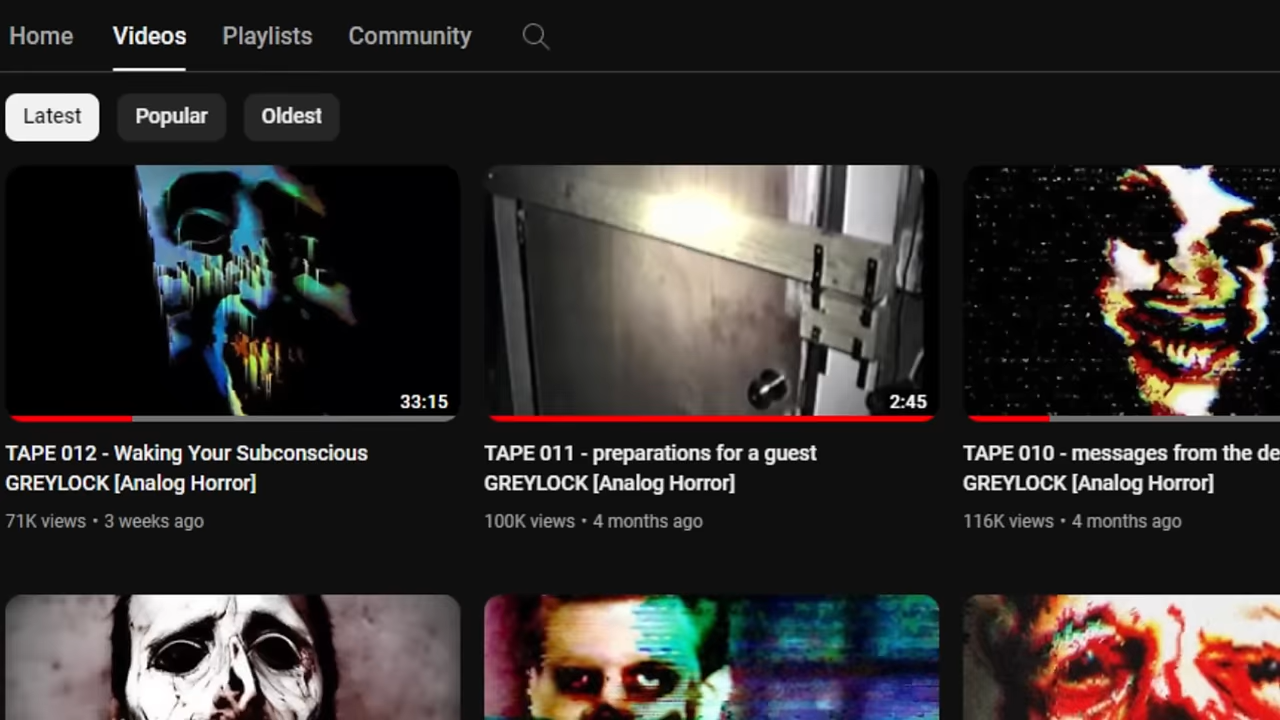 Home Videos Playlists Community
Latest Popular Oldest
33:15
2:45
TAPE 012 - Waking Your Subconscious
GREYLOCK [Analog Horror]
71K views • 3 weeks ago
TAPE 011 - preparations for a guest
GREYLOCK [Analog Horror]
100K views • 4 months ago
TAPE 010 - messages from the de
GREYLOCK [Analog Horror]
116K views • 4 months ago